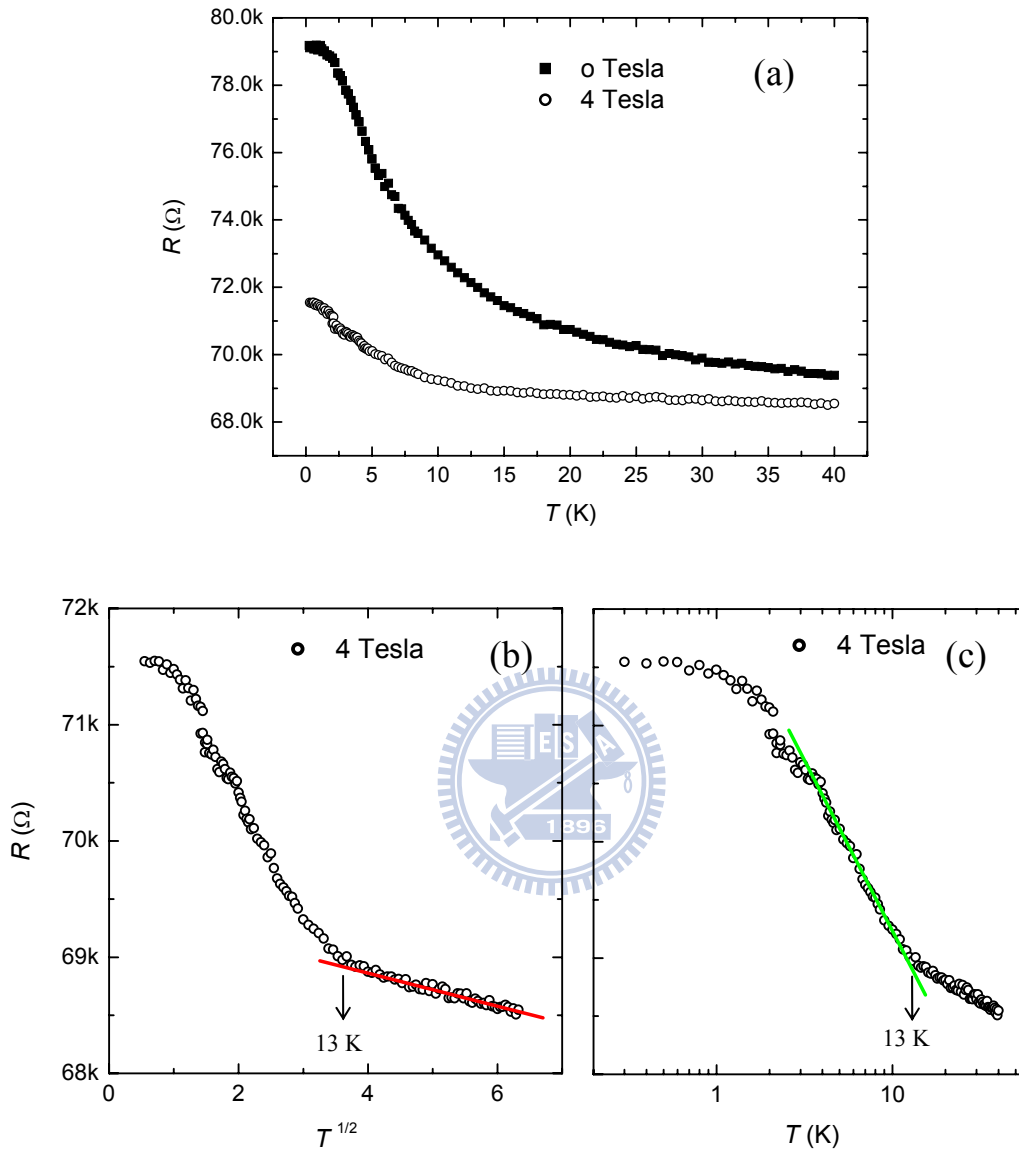 80.0k
78.0k
76.0k
74.0k
72.0k
70.0k
68.0k
R (Ω)
o Tesla
4 Tesla
(a)
0 5 10 15 20 25 30 35 40
T (K)
72k
71k
70k
69k
68k
R (Ω)
4 Tesla
(b)
13 K
0 2 4 6
T 1/2
4 Tesla
(c)
13 K
1 10
T (K)
E S A
1896